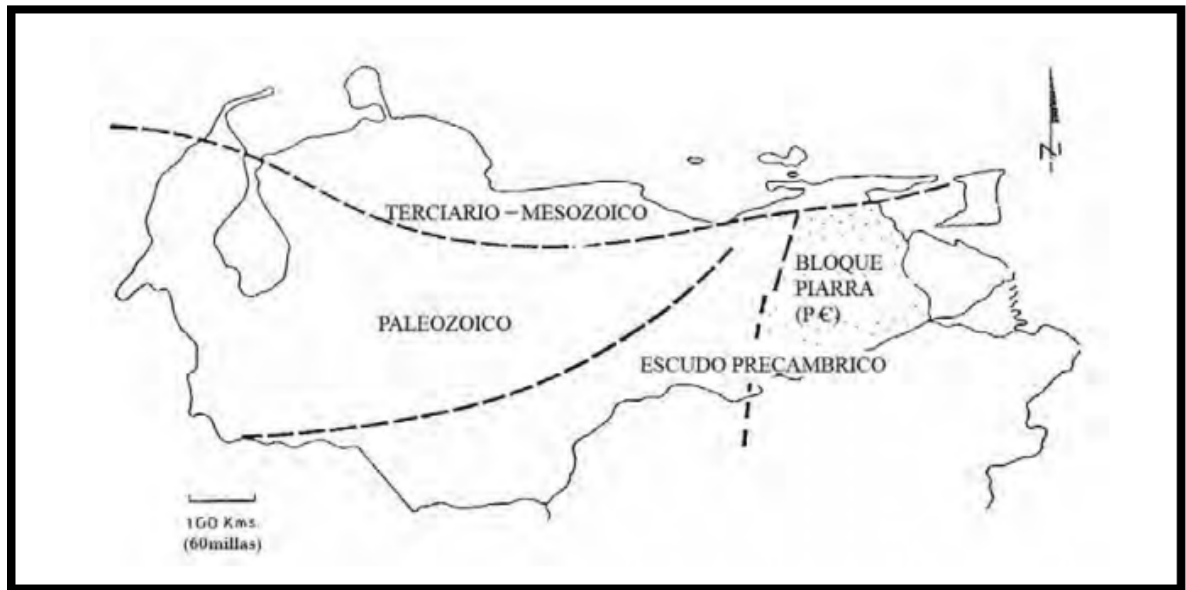 N
TERCIARIO – MESOZOICO
BLOQUE
PIARRA
(P Є)
PALEOZOICO
ESCUDO PRECAMBRICO
100 Kms.
(60millas)